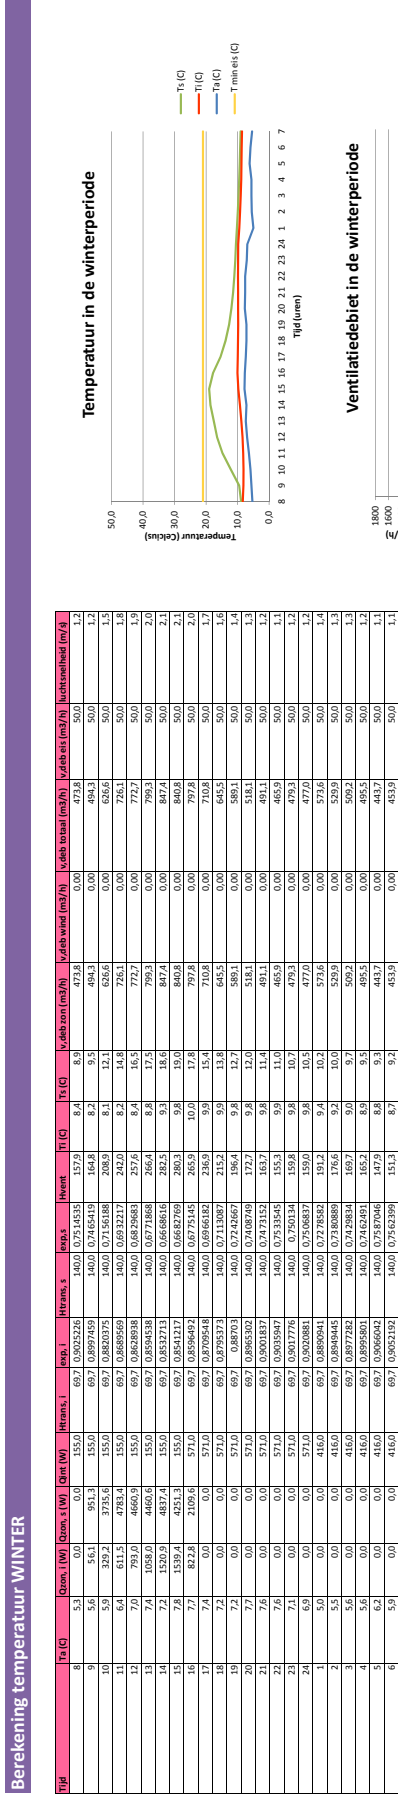 Berekening temperatuur WINTER
Tijd Ta (C) Qzon, i (W) Qzon, s (W) Qint (W) Htrans, i exp, i Htrans, s exp,s Hvent Ti (C) Ts (C) v,deb zon (m3/h) v,deb wind (m3/h) v,deb totaal (m3/h) v,deb eis (m3/h) luchtsnelheid (m/s)
8 5,3 0,0 0,0 155,0 69,7 0,9025226 140,0 0,7514535 157,9 8,4 8,9 473,8 0,00 473,8 50,0 1,2
9 5,6 56,1 951,3 155,0 69,7 0,8997459 140,0 0,7465419 164,8 8,2 9,5 494,3 0,00 494,3 50,0 1,2
10 5,9 329,2 3735,6 155,0 69,7 0,8820375 140,0 0,7156188 208,9 8,1 12,1 626,6 0,00 626,6 50,0 1,5
11 6,4 611,5 4783,4 155,0 69,7 0,8689569 140,0 0,6932217 242,0 8,2 14,8 726,1 0,00 726,1 50,0 1,8
12 7,0 793,0 4660,9 155,0 69,7 0,8628938 140,0 0,6829683 257,6 8,4 16,5 772,7 0,00 772,7 50,0 1,9
13 7,4 1058,0 4460,6 155,0 69,7 0,8594538 140,0 0,6771868 266,4 8,8 17,5 799,3 0,00 799,3 50,0 2,0
14 7,2 1520,9 4837,4 155,0 69,7 0,8532713 140,0 0,6668616 282,5 9,3 18,6 847,4 0,00 847,4 50,0 2,1
15 7,8 1539,4 4251,3 155,0 69,7 0,8541217 140,0 0,6682769 280,3 9,8 19,0 840,8 0,00 840,8 50,0 2,1
16 7,7 822,8 2109,6 571,0 69,7 0,8596492 140,0 0,6775145 265,9 10,0 17,8 797,8 0,00 797,8 50,0 2,0
17 7,4 0,0 0,0 571,0 69,7 0,8709548 140,0 0,6966182 236,9 9,9 15,4 710,8 0,00 710,8 50,0 1,7
18 7,2 0,0 0,0 571,0 69,7 0,8795373 140,0 0,7113087 215,2 9,9 13,8 645,5 0,00 645,5 50,0 1,6
19 7,2 0,0 0,0 571,0 69,7 0,88703 140,0 0,7242667 196,4 9,8 12,7 589,1 0,00 589,1 50,0 1,4
20 7,7 0,0 0,0 571,0 69,7 0,8965302 140,0 0,7408749 172,7 9,8 12,0 518,1 0,00 518,1 50,0 1,3
21 7,6 0,0 0,0 571,0 69,7 0,9001837 140,0 0,7473152 163,7 9,8 11,4 491,1 0,00 491,1 50,0 1,2
22 7,6 0,0 0,0 571,0 69,7 0,9035947 140,0 0,7533545 155,3 9,9 11,0 465,9 0,00 465,9 50,0 1,1
23 7,1 0,0 0,0 571,0 69,7 0,9017776 140,0 0,750134 159,8 9,8 10,7 479,3 0,00 479,3 50,0 1,2
24 6,9 0,0 0,0 571,0 69,7 0,9020881 140,0 0,7506837 159,0 9,8 10,5 477,0 0,00 477,0 50,0 1,2
1 5,0 0,0 0,0 416,0 69,7 0,8890941 140,0 0,7278582 191,2 9,4 10,2 573,6 0,00 573,6 50,0 1,4
2 5,5 0,0 0,0 416,0 69,7 0,8949445 140,0 0,7380889 176,6 9,2 10,0 529,9 0,00 529,9 50,0 1,3
3 5,6 0,0 0,0 416,0 69,7 0,8977282 140,0 0,7429834 169,7 9,0 9,7 509,2 0,00 509,2 50,0 1,3
4 5,6 0,0 0,0 416,0 69,7 0,8995801 140,0 0,7462491 165,2 8,9 9,5 495,5 0,00 495,5 50,0 1,2
5 6,2 0,0 0,0 416,0 69,7 0,9066042 140,0 0,7587046 147,9 8,8 9,3 443,7 0,00 443,7 50,0 1,1
6 5,9 0,0 0,0 416,0 69,7 0,9052192 140,0 0,7562399 151,3 8,7 9,2 453,9 0,00 453,9 50,0 1,1
Temperatuur in de winterperiode
50,0
40,0
30,0
20,0
10,0
0,0
Temperatuur (Celcius)
8 9 10 11 12 13 14 15 16 17 18 19 20 21 22 23 24 1 2 3 4 5 6 7
Tijd (uren)
Ts (C)
Ti (C)
Ta (C)
T min eis (C)
Ventilatiedebiet in de winterperiode
1800
1600
/h)